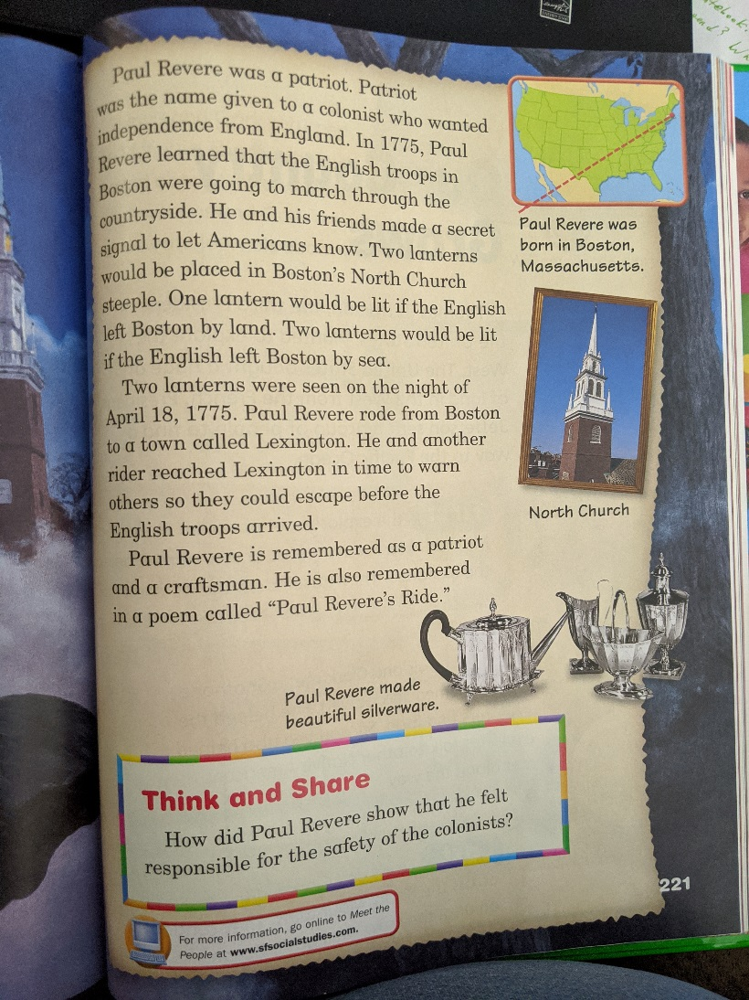 Paul Revere was a patriot. Patriot
was the name given to a colonist who wanted
independence from England. In 1775, Paul
Revere learned that the English troops in
Boston were going to march through the
countryside. He and his friends made a secret
signal to let Americans know. Two lanterns
would be placed in Boston's North Church
steeple. One lantern would be lit if the English
left Boston by land. Two lanterns would be lit
if the English left Boston by sea.
Two lanterns were seen on the night of
April 18, 1775. Paul Revere rode from Boston
to a town called Lexington. He and another
rider reached Lexington in time to warn
others so they could escape before the
English troops arrived.
Paul Revere is remembered as a patriot
and a craftsman. He is also remembered
in a poem called “Paul Revere's Ride.”
Paul Revere was
born in Boston,
Massachusetts.
North Church
Paul Revere made
beautiful silverware.
Think and Share
How did Paul Revere show that he felt
responsible for the safety of the colonists?
For more information, go online to Meet the
People at www.sfsocialstudies.com.
221